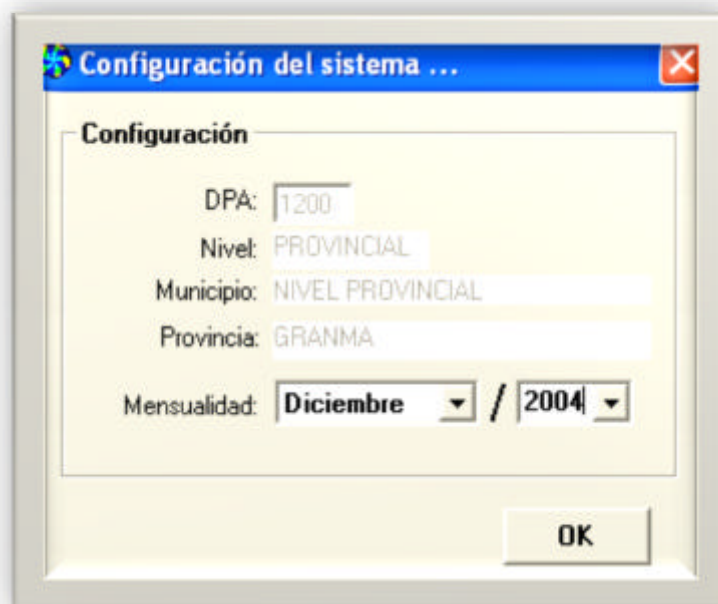 Configuración del sistema ...
Configuración
DPA: 1200
Nivel: PROVINCIAL
Municipio: NIVEL PROVINCIAL
Provincia: GRANMA
Mensualidad: Diciembre / 2004
OK